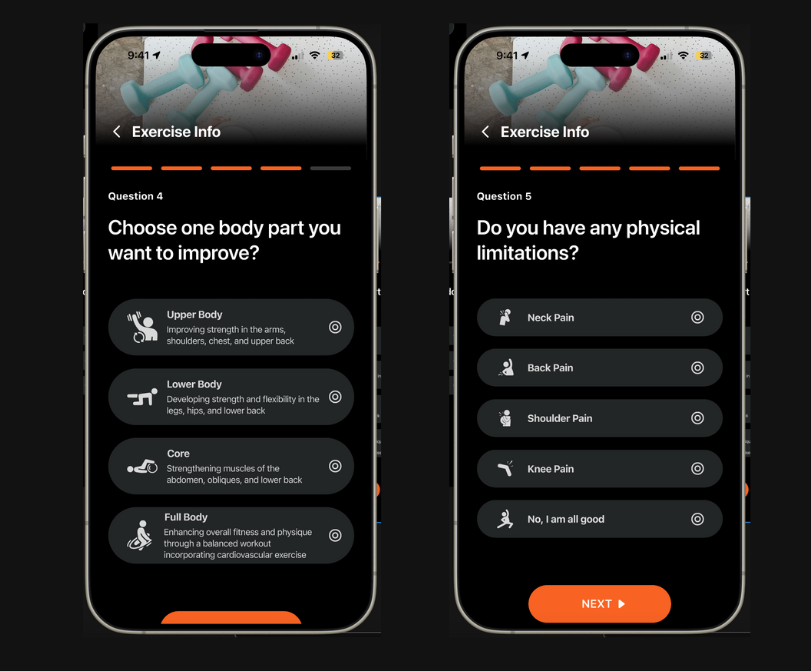 9:41
32
Exercise Info
Question 4
Choose one body part you
want to improve?
Upper Body
Improving strength in the arms,
shoulders, chest, and upper back
Lower Body
Developing strength and flexibility in the
legs, hips, and lower back
Core
Strengthening muscles of the
abdomen, obliques, and lower back
Full Body
Enhancing overall fitness and physique
through a balanced workout
incorporating cardiovascular exercise
9:41
32
Exercise Info
Question 5
Do you have any physical
limitations?
Neck Pain
Back Pain
Shoulder Pain
Knee Pain
No, I am all good
NEXT